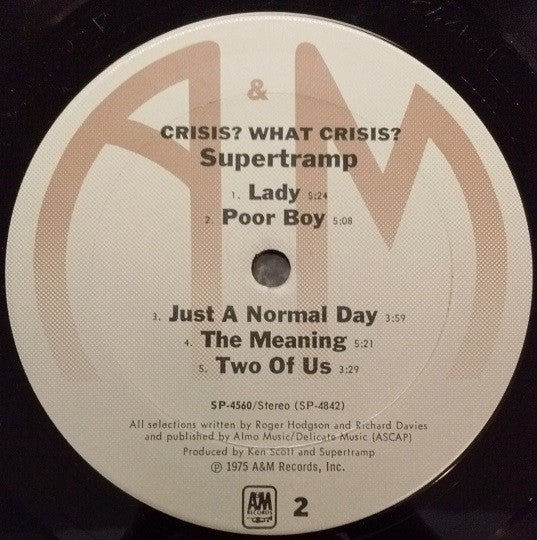 A & M
CRISIS? WHAT CRISIS?
Supertramp
1. Lady 5:24
2. Poor Boy 5:08
3. Just A Normal Day 3:59
4. The Meaning 5:21
5. Two Of Us 3:29
SP-4560/Stereo (SP-4842)
All selections written by Roger Hodgson and Richard Davies
and published by Almo Music/Delicate Music (ASCAP)
Produced by Ken Scott and Supertramp
℗ 1975 A&M Records, Inc.
A&M
RECORDS
2